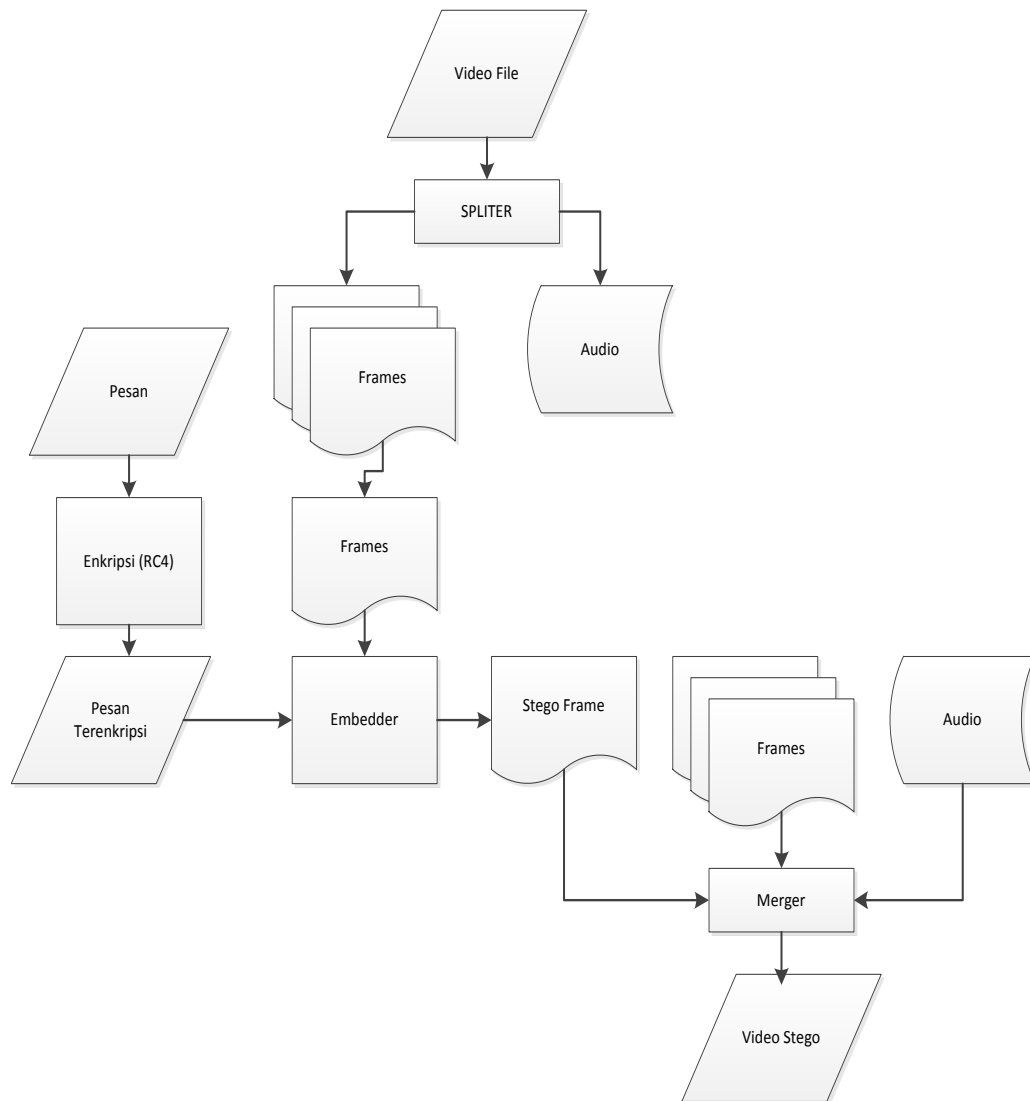 Video File
SPLITER
Frames
Audio
Pesan
Enkripsi (RC4)
Frames
Pesan
Terenkripsi
Embedder
Stego Frame
Frames
Audio
Merger
Video Stego